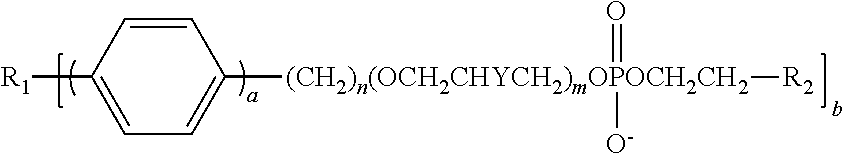 O
R₁ [ ( )ₐ (CH₂)ₙ(OCH₂CHYCH₂)ₘOPOCH₂CH₂—R₂ ]b
O⁻